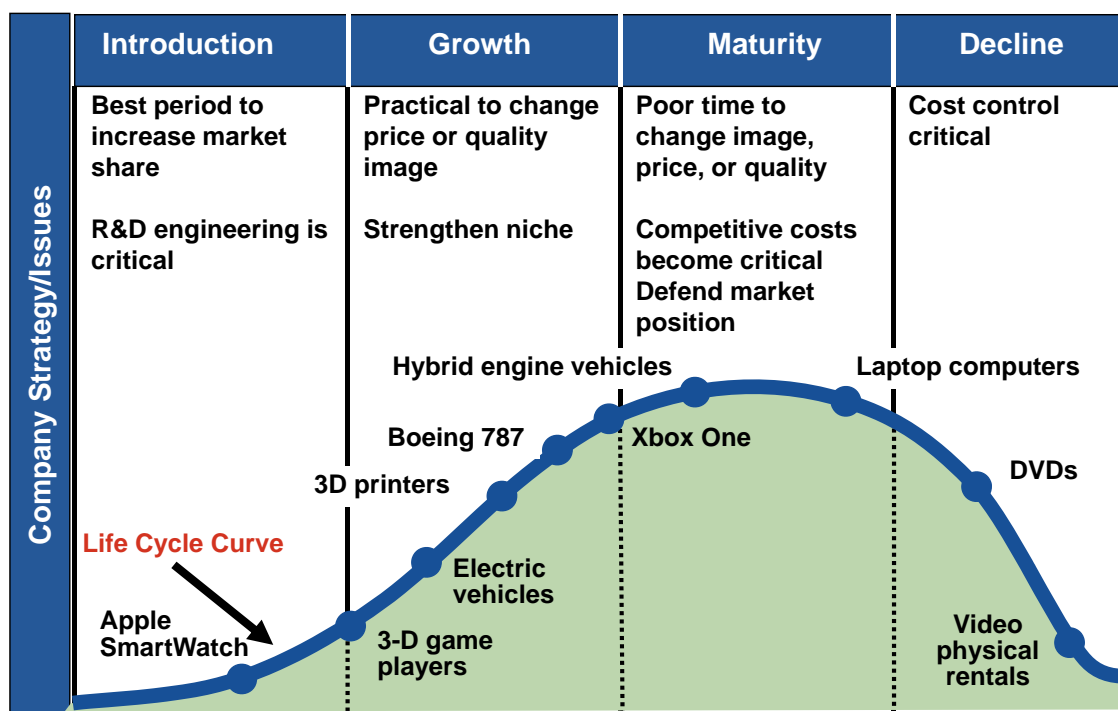 Company Strategy/Issues
Introduction
Growth
Maturity
Decline
Best period to
increase market
share
R&D engineering is
critical
Practical to change
price or quality
image
Strengthen niche
Poor time to
change image,
price, or quality
Competitive costs
become critical
Defend market
position
Cost control
critical
Hybrid engine vehicles
Laptop computers
Boeing 787
Xbox One
3D printers
DVDs
Life Cycle Curve
Electric
vehicles
Apple
SmartWatch
3-D game
players
Video
physical
rentals